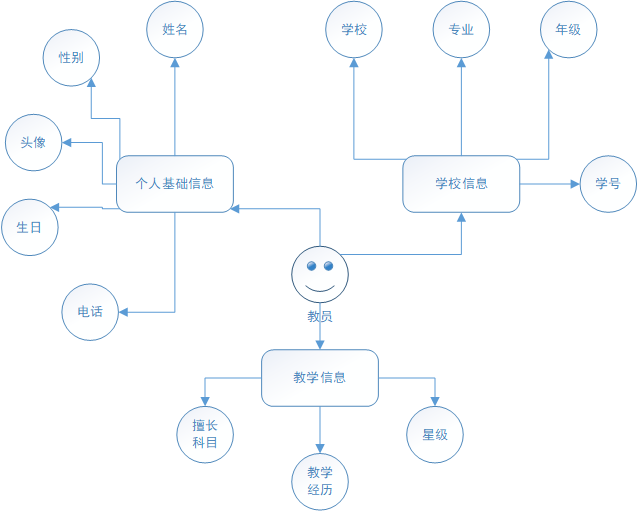 姓名
学校
专业
年级
性别
头像
个人基础信息
学校信息
学号
生日
电话
教员
教学信息
擅长
科目
星级
教学
经历